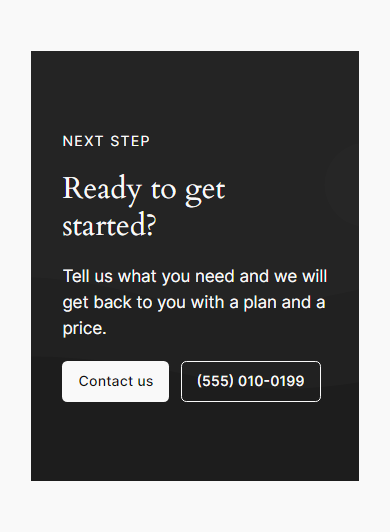 NEXT STEP
Ready to get
started?
Tell us what you need and we will
get back to you with a plan and a
price.
Contact us
(555) 010-0199